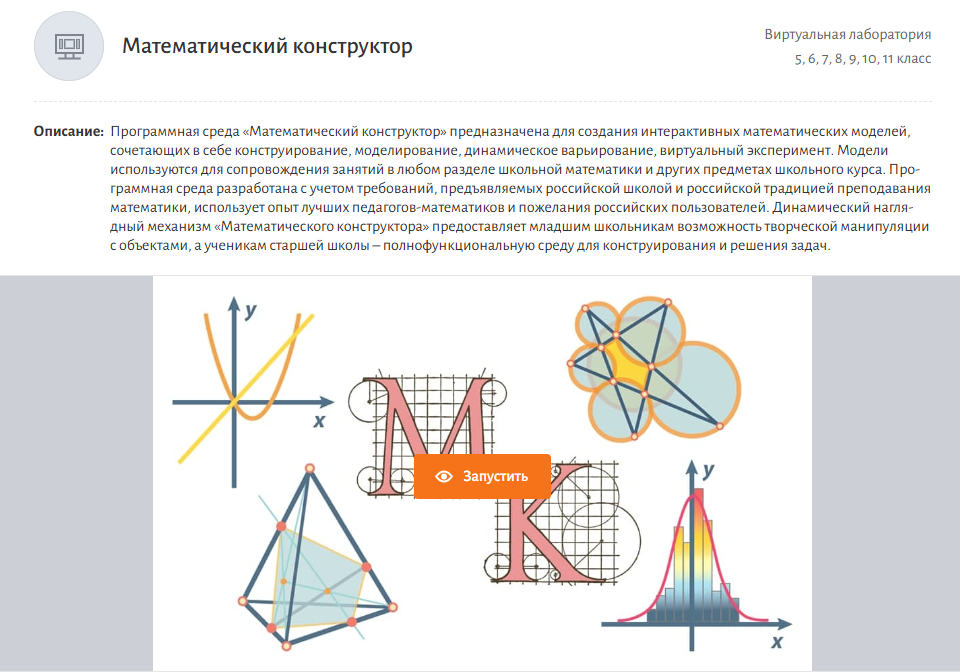 Математический конструктор
Виртуальная лаборатория
5, 6, 7, 8, 9, 10, 11 класс
Описание: Программная среда «Математический конструктор» предназначена для создания интерактивных математических моделей,
сочетающих в себе конструирование, моделирование, динамическое варьирование, виртуальный эксперимент. Модели
используются для сопровождения занятий в любом разделе школьной математики и других предметах школьного курса. Про-
граммная среда разработана с учетом требований, предъявляемых российской школой и российской традицией преподавания
математики, использует опыт лучших педагогов-математиков и пожелания российских пользователей. Динамический нагля-
дный механизм «Математического конструктора» предоставляет младшим школьникам возможность творческой манипуляции
с объектами, а ученикам старшей школы – полнофункциональную среду для конструирования и решения задач.
y
x
М
Запустить
К
y
x